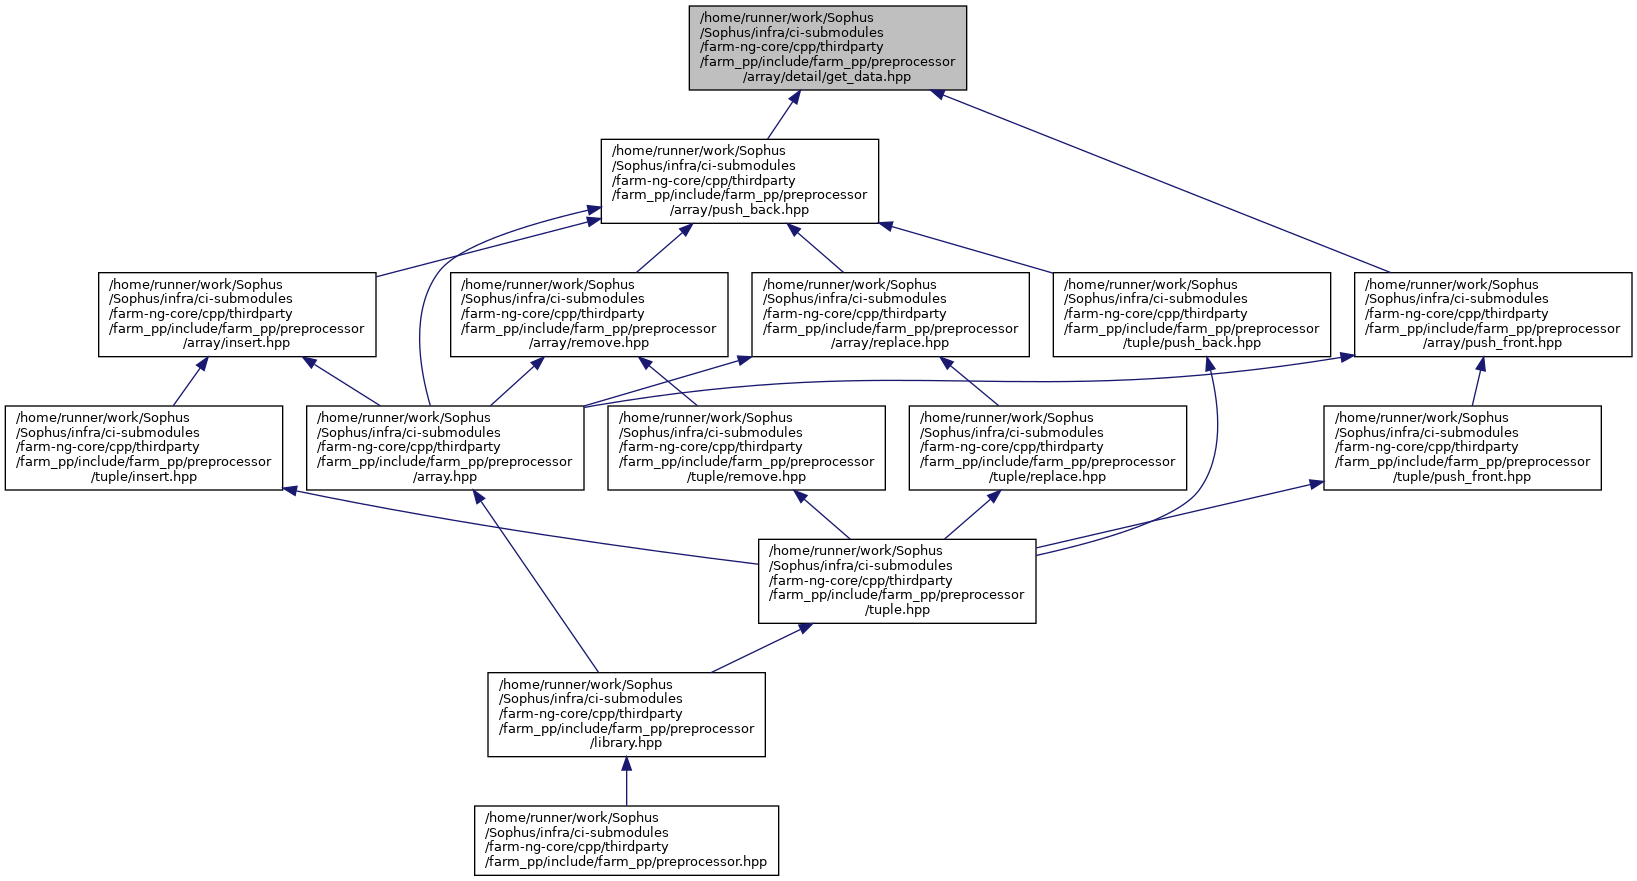 /home/runner/work/Sophus
/Sophus/infra/ci-submodules
/farm-ng-core/cpp/thirdparty
/farm_pp/include/farm_pp/preprocessor
/array/detail/get_data.hpp
/home/runner/work/Sophus
/Sophus/infra/ci-submodules
/farm-ng-core/cpp/thirdparty
/farm_pp/include/farm_pp/preprocessor
/array/push_back.hpp
/home/runner/work/Sophus
/Sophus/infra/ci-submodules
/farm-ng-core/cpp/thirdparty
/farm_pp/include/farm_pp/preprocessor
/array/insert.hpp
/home/runner/work/Sophus
/Sophus/infra/ci-submodules
/farm-ng-core/cpp/thirdparty
/farm_pp/include/farm_pp/preprocessor
/array/remove.hpp
/home/runner/work/Sophus
/Sophus/infra/ci-submodules
/farm-ng-core/cpp/thirdparty
/farm_pp/include/farm_pp/preprocessor
/array/replace.hpp
/home/runner/work/Sophus
/Sophus/infra/ci-submodules
/farm-ng-core/cpp/thirdparty
/farm_pp/include/farm_pp/preprocessor
/tuple/push_back.hpp
/home/runner/work/Sophus
/Sophus/infra/ci-submodules
/farm-ng-core/cpp/thirdparty
/farm_pp/include/farm_pp/preprocessor
/array/push_front.hpp
/home/runner/work/Sophus
/Sophus/infra/ci-submodules
/farm-ng-core/cpp/thirdparty
/farm_pp/include/farm_pp/preprocessor
/tuple/insert.hpp
/home/runner/work/Sophus
/Sophus/infra/ci-submodules
/farm-ng-core/cpp/thirdparty
/farm_pp/include/farm_pp/preprocessor
/array.hpp
/home/runner/work/Sophus
/Sophus/infra/ci-submodules
/farm-ng-core/cpp/thirdparty
/farm_pp/include/farm_pp/preprocessor
/tuple/remove.hpp
/home/runner/work/Sophus
/Sophus/infra/ci-submodules
/farm-ng-core/cpp/thirdparty
/farm_pp/include/farm_pp/preprocessor
/tuple/replace.hpp
/home/runner/work/Sophus
/Sophus/infra/ci-submodules
/farm-ng-core/cpp/thirdparty
/farm_pp/include/farm_pp/preprocessor
/tuple/push_front.hpp
/home/runner/work/Sophus
/Sophus/infra/ci-submodules
/farm-ng-core/cpp/thirdparty
/farm_pp/include/farm_pp/preprocessor
/tuple.hpp
/home/runner/work/Sophus
/Sophus/infra/ci-submodules
/farm-ng-core/cpp/thirdparty
/farm_pp/include/farm_pp/preprocessor
/library.hpp
/home/runner/work/Sophus
/Sophus/infra/ci-submodules
/farm-ng-core/cpp/thirdparty
/farm_pp/include/farm_pp/preprocessor.hpp